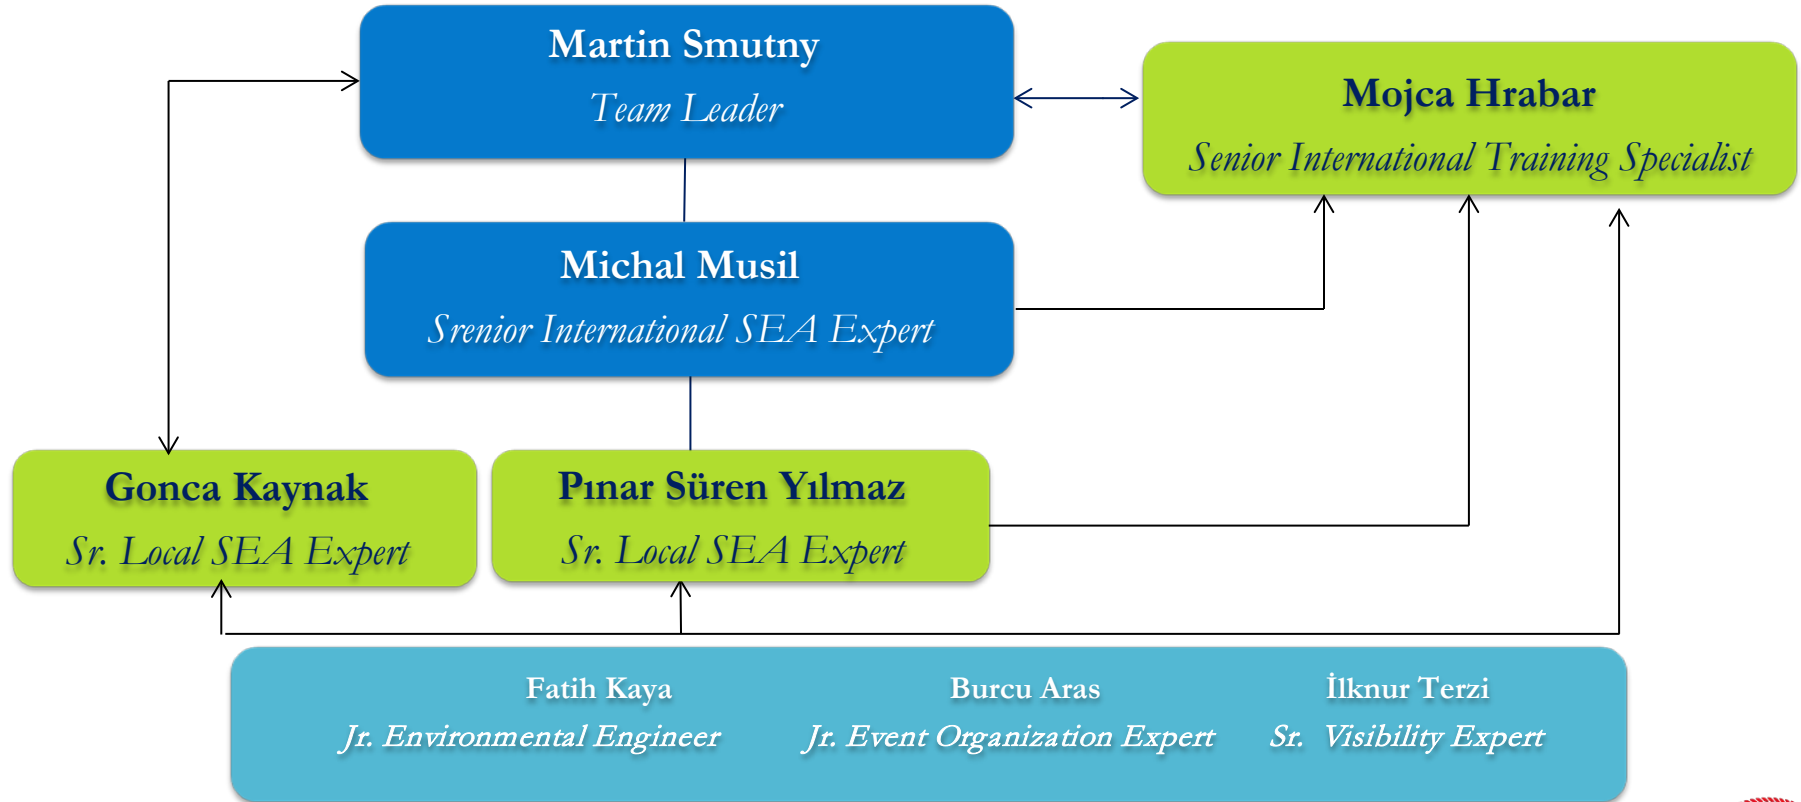 Martin Smutny
Team Leader
Mojca Hrabar
Senior International Training Specialist
Michal Musil
Srenior International SEA Expert
Gonca Kaynak
Sr. Local SEA Expert
Pınar Süren Yılmaz
Sr. Local SEA Expert
Fatih Kaya
Jr. Environmental Engineer
Burcu Aras
Jr. Event Organization Expert
İlknur Terzi
Sr. Visibility Expert